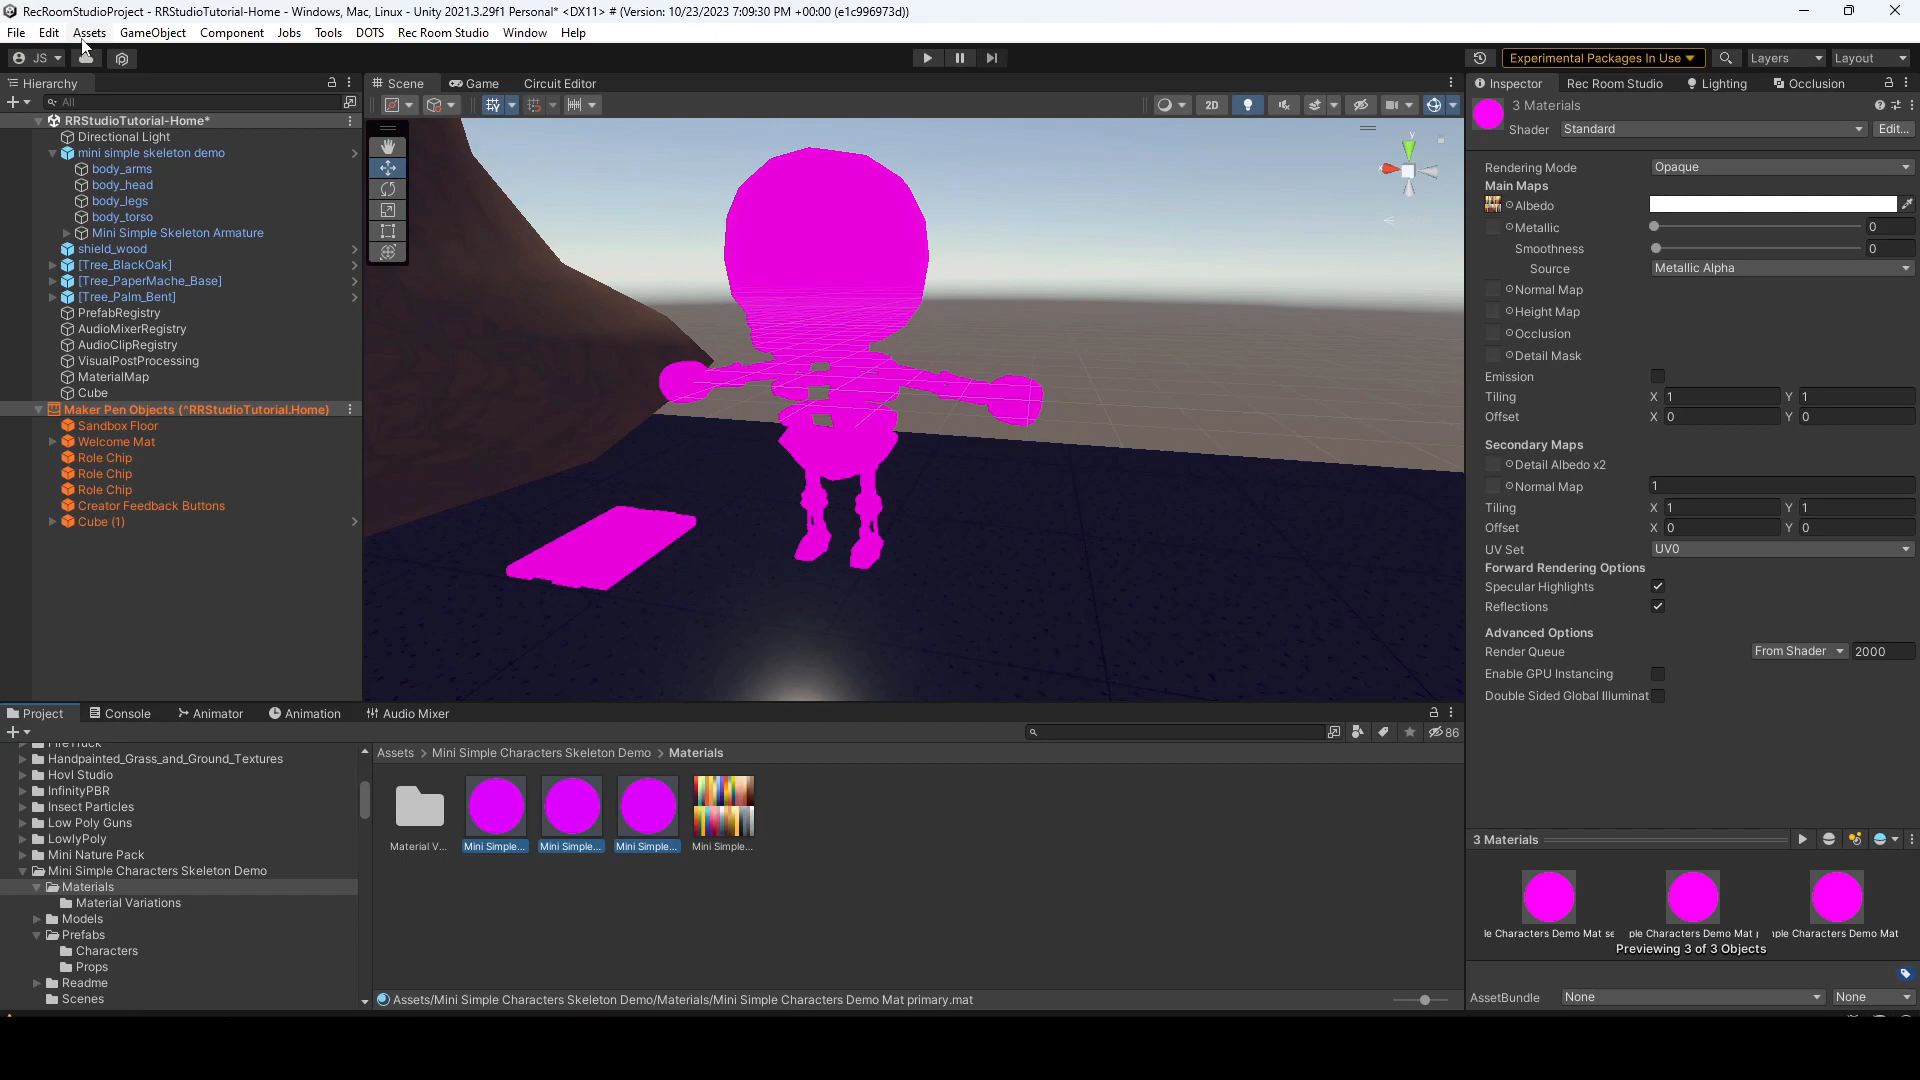 RecRoomStudioProject - RRStudioTutorial-Home - Windows, Mac, Linux - Unity 2021.3.29f1 Personal* <DX11> # (Version: 10/23/2023 7:09:30 PM +00:00 (e1c996973d))
File Edit Assets GameObject Component Jobs Tools DOTS Rec Room Studio Window Help
JS Experimental Packages In Use Layers Layout
Hierarchy Scene Game Circuit Editor Inspector Rec Room Studio Lighting Occlusion
All 2D
RRStudioTutorial-Home*
Directional Light
mini simple skeleton demo
body_arms
body_head
body_legs
body_torso
Mini Simple Skeleton Armature
shield_wood
[Tree_BlackOak]
[Tree_PaperMache_Base]
[Tree_Palm_Bent]
PrefabRegistry
AudioMixerRegistry
AudioClipRegistry
VisualPostProcessing
MaterialMap
Cube
Maker Pen Objects (^RRStudioTutorial.Home)
Sandbox Floor
Welcome Mat
Role Chip
Role Chip
Role Chip
Creator Feedback Buttons
Cube (1)
y
3 Materials
Shader Standard Edit...
Rendering Mode Opaque
Main Maps
Albedo
Metallic 0
Smoothness 0
Source Metallic Alpha
Normal Map
Height Map
Occlusion
Detail Mask
Emission
Tiling X 1 Y 1
Offset X 0 Y 0
Secondary Maps
Detail Albedo x2
Normal Map 1
Tiling X 1 Y 1
Offset X 0 Y 0
UV Set UV0
Forward Rendering Options
Specular Highlights
Reflections
Advanced Options
Render Queue From Shader 2000
Enable GPU Instancing
Double Sided Global Illuminat
Project Console Animator Animation Audio Mixer
86
FireTruck
Handpainted_Grass_and_Ground_Textures
Hovl Studio
InfinityPBR
Insect Particles
Low Poly Guns
LowlyPoly
Mini Nature Pack
Mini Simple Characters Skeleton Demo
Materials
Material Variations
Models
Prefabs
Characters
Props
Readme
Scenes
Assets > Mini Simple Characters Skeleton Demo > Materials
Material V... Mini Simple... Mini Simple... Mini Simple... Mini Simple...
Assets/Mini Simple Characters Skeleton Demo/Materials/Mini Simple Characters Demo Mat primary.mat
3 Materials
le Characters Demo Mat se ple Characters Demo Mat ple Characters Demo Mat
Previewing 3 of 3 Objects
AssetBundle None None